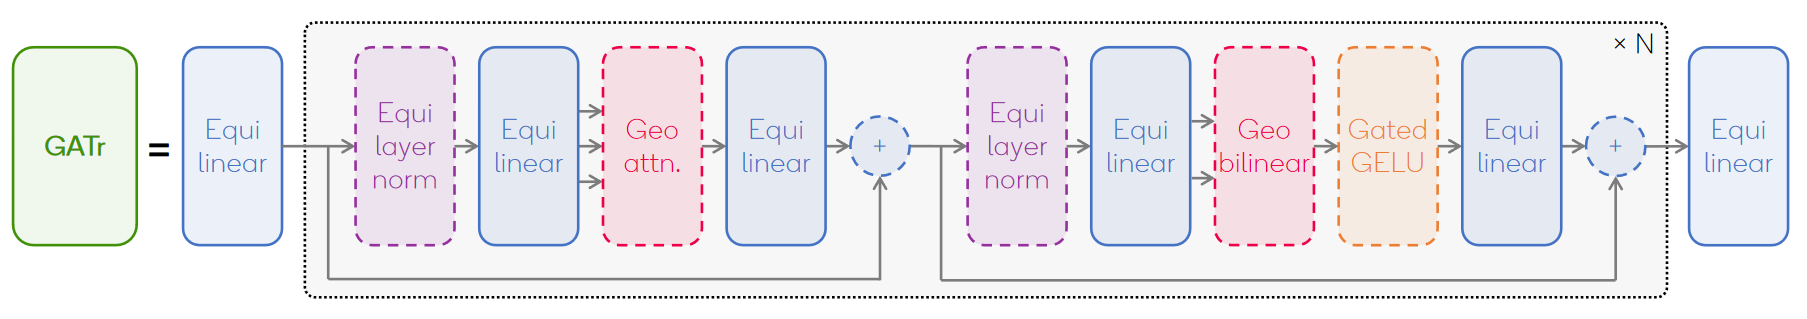 GATr
=
Equi
linear
Equi
layer
norm
Equi
linear
Geo
attn.
Equi
linear
+
Equi
layer
norm
Equi
linear
Geo
bilinear
Gated
GELU
Equi
linear
+
× N
Equi
linear